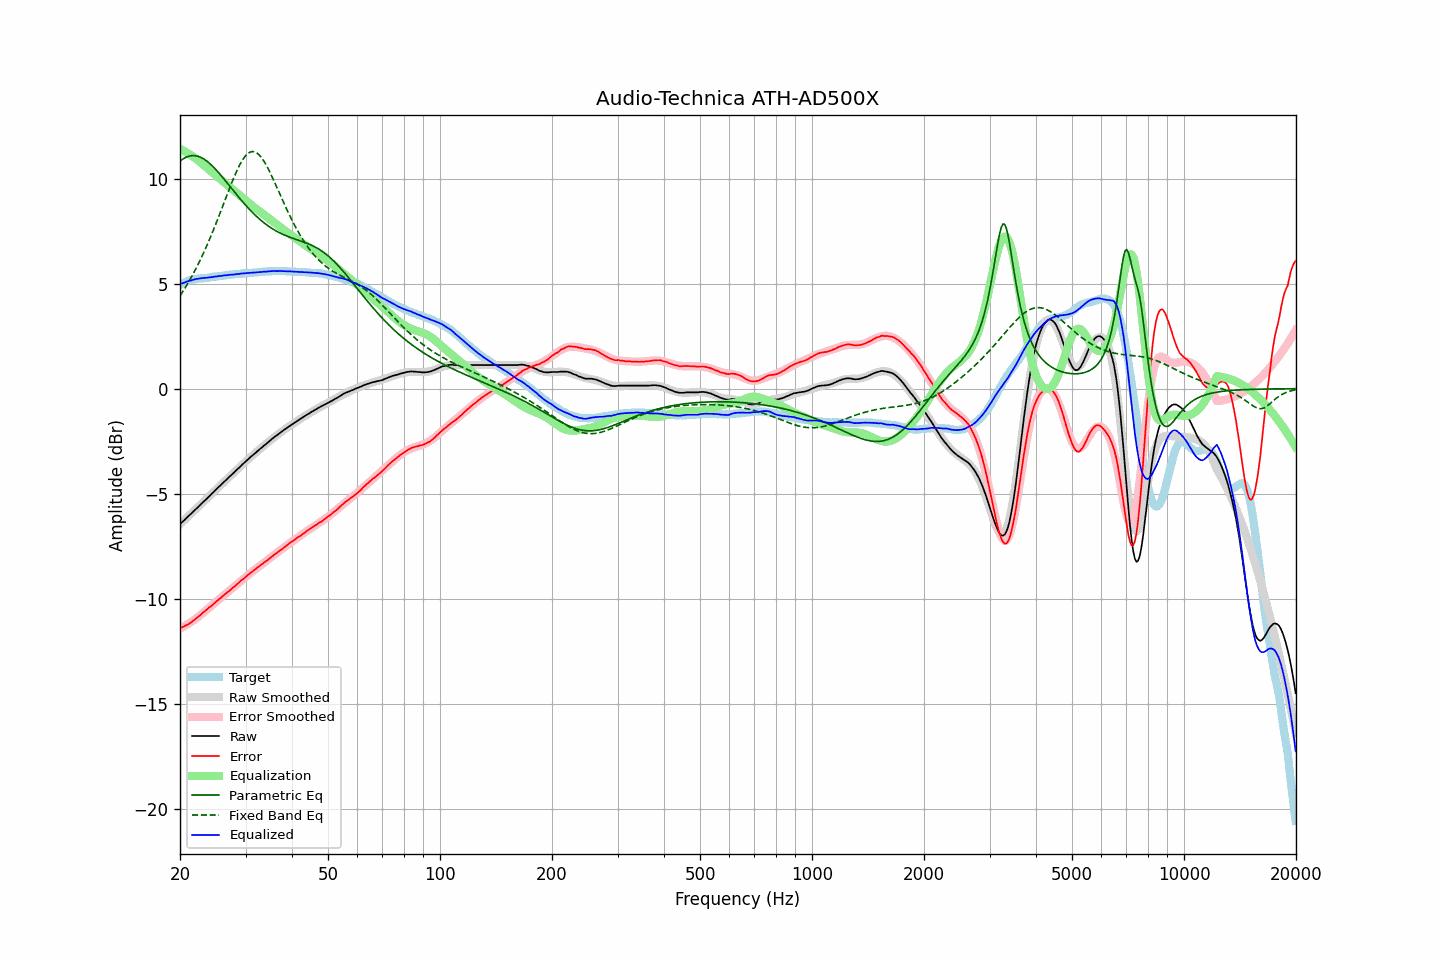 Audio-Technica ATH-AD500X
Amplitude (dBr)
10
5
0
−5
−10
−15
−20
Target
Raw Smoothed
Error Smoothed
Raw
Error
Equalization
Parametric Eq
Fixed Band Eq
Equalized
20 50 100 200 500 1000 2000 5000 10000 20000
Frequency (Hz)